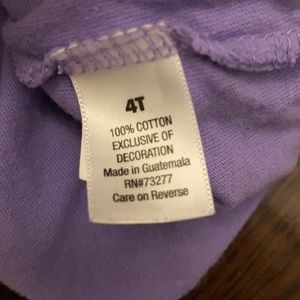 4T
100% COTTON
EXCLUSIVE OF
DECORATION
Made in Guatemala
RN#73277
Care on Reverse